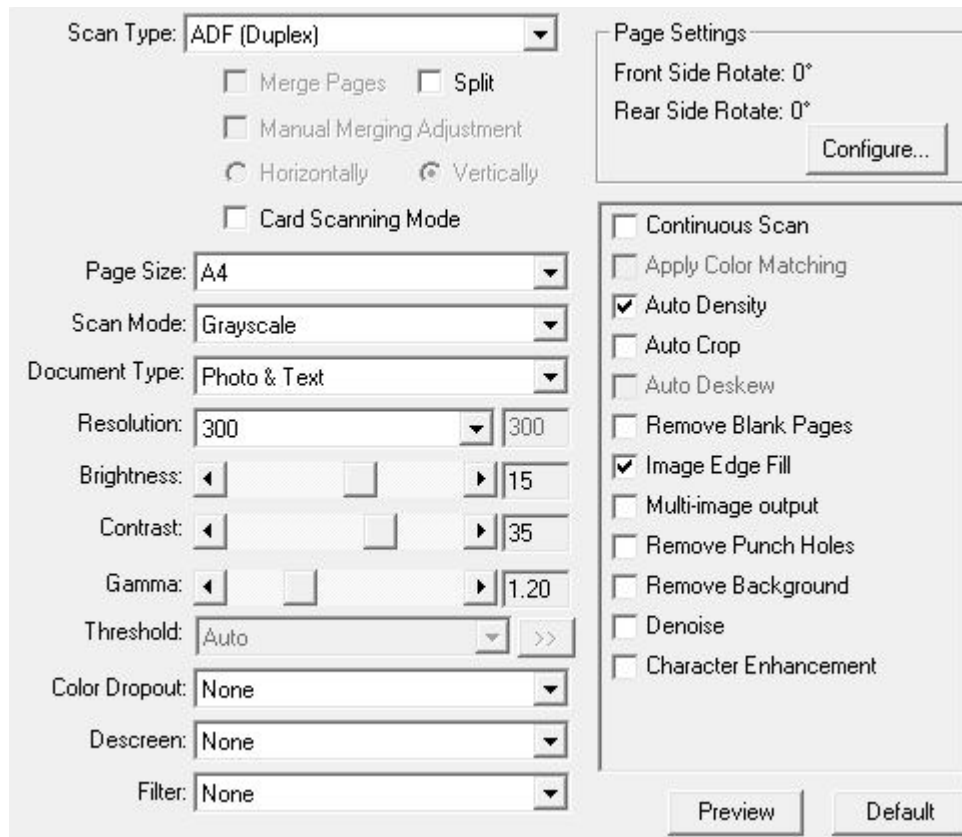 Scan Type: ADF (Duplex)
Merge Pages Split
Manual Merging Adjustment
Horizontally Vertically
Card Scanning Mode
Page Size: A4
Scan Mode: Grayscale
Document Type: Photo & Text
Resolution: 300 300
Brightness: 15
Contrast: 35
Gamma: 1.20
Threshold: Auto >>
Color Dropout: None
Descreen: None
Filter: None
Page Settings
Front Side Rotate: 0°
Rear Side Rotate: 0°
Configure...
Continuous Scan
Apply Color Matching
Auto Density
Auto Crop
Auto Deskew
Remove Blank Pages
Image Edge Fill
Multi-image output
Remove Punch Holes
Remove Background
Denoise
Character Enhancement
Preview Default